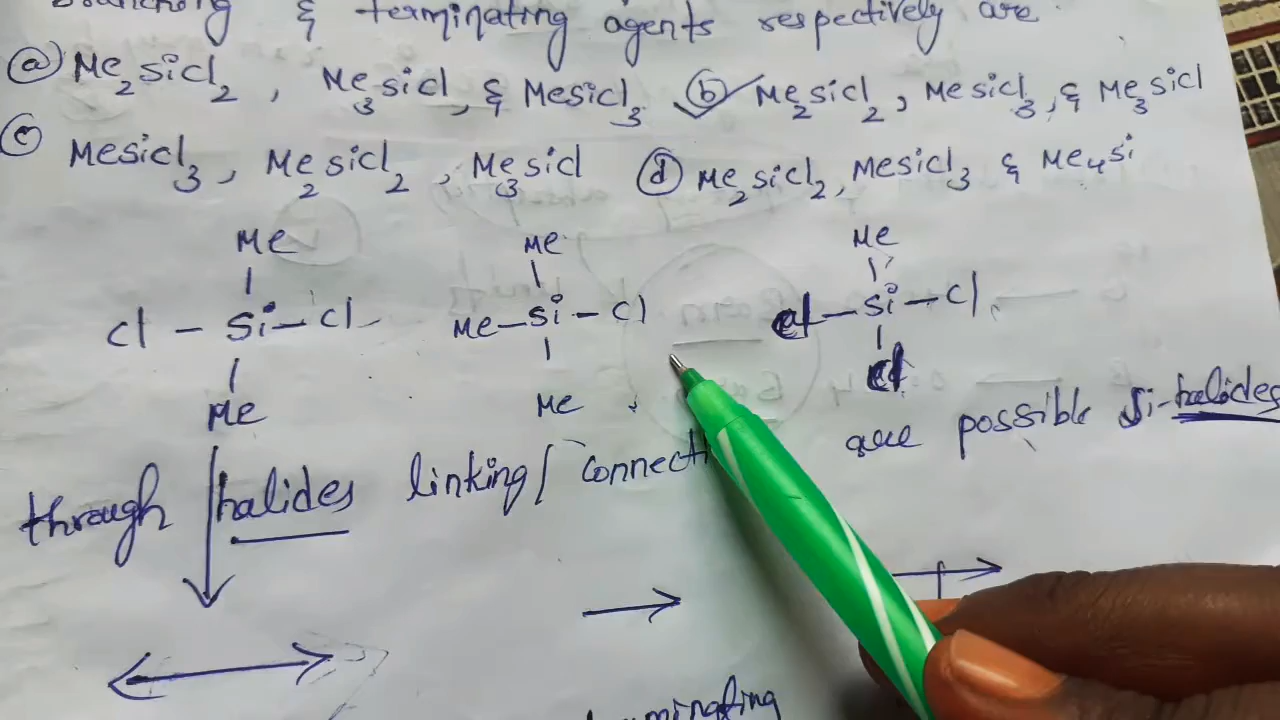 branching & terminating agents respectively are
(a) Me2SiCl2, Me3SiCl, & MeSiCl3 (b) Me2SiCl2, MeSiCl3, & Me3SiCl
(c) MeSiCl3, Me2SiCl2, Me3SiCl (d) Me2SiCl2, MeSiCl3 & Me4Si
Me Me Me
Cl - Si - Cl Me - Si - Cl Cl - Si - Cl
Me Me Cl
through halides linking / connecti are possible Si-halides
terminating